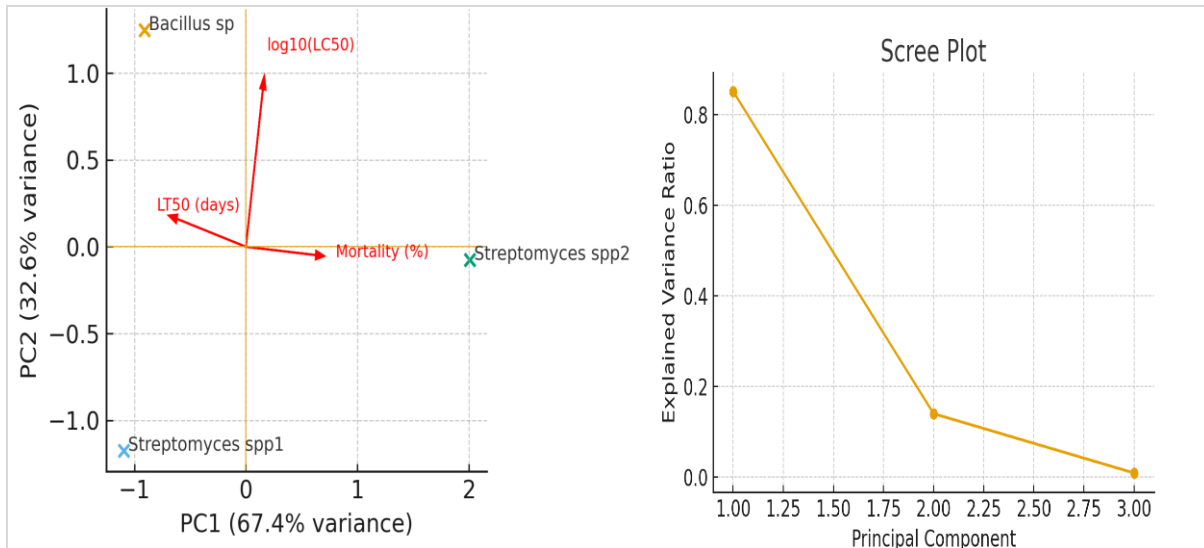 Bacillus sp
log10(LC50)
LT50 (days)
Mortality (%)
Streptomyces spp2
Streptomyces spp1
PC2 (32.6% variance)
1.0
0.5
0.0
−0.5
−1.0
−1
0
1
2
PC1 (67.4% variance)
Scree Plot
Explained Variance Ratio
0.8
0.6
0.4
0.2
0.0
1.00 1.25 1.50 1.75 2.00 2.25 2.50 2.75 3.00
Principal Component